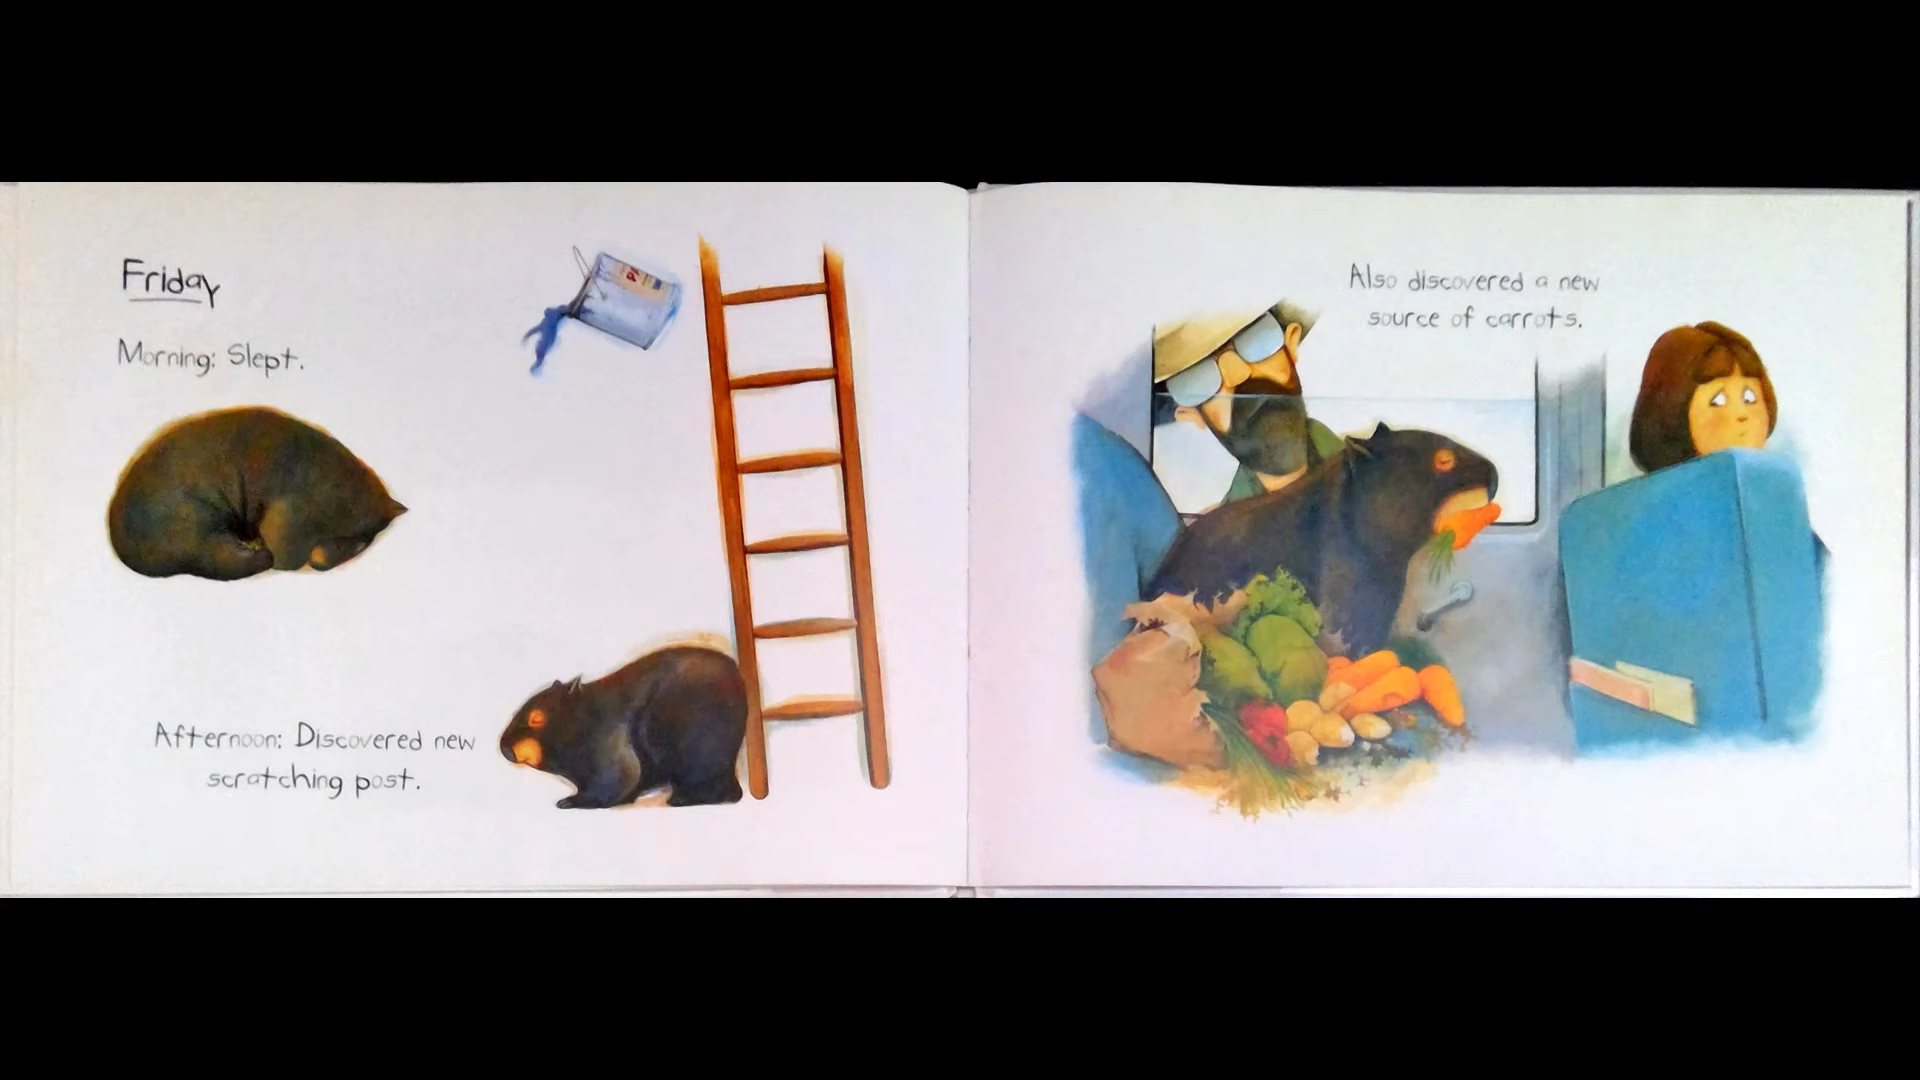 Friday
Morning: Slept.
Afternoon: Discovered new
scratching post.
Also discovered a new
source of carrots.